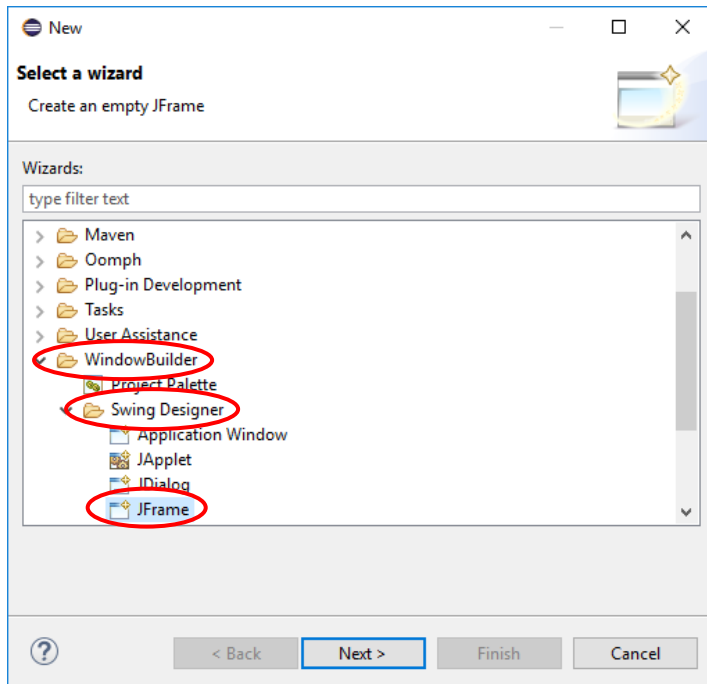 New
Select a wizard
Create an empty JFrame
Wizards:
type filter text
Maven
Oomph
Plug-in Development
Tasks
User Assistance
WindowBuilder
Project Palette
Swing Designer
Application Window
JApplet
JDialog
JFrame
?
< Back
Next >
Finish
Cancel